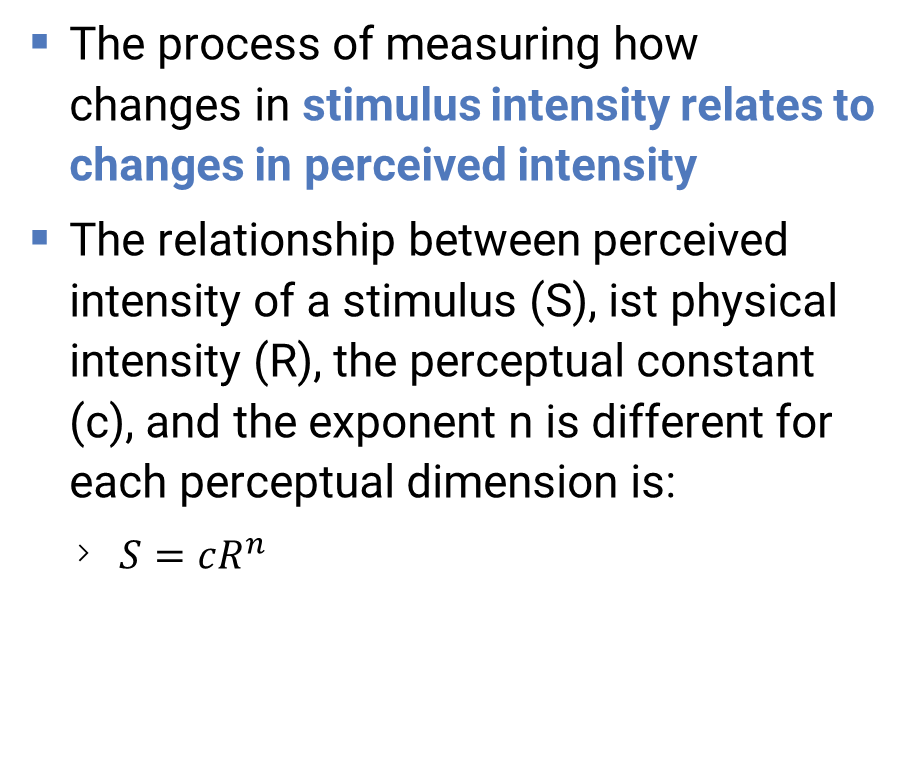 ▪ The process of measuring how
changes in stimulus intensity relates to
changes in perceived intensity
▪ The relationship between perceived
intensity of a stimulus (S), ist physical
intensity (R), the perceptual constant
(c), and the exponent n is different for
each perceptual dimension is:
› S = cRⁿ